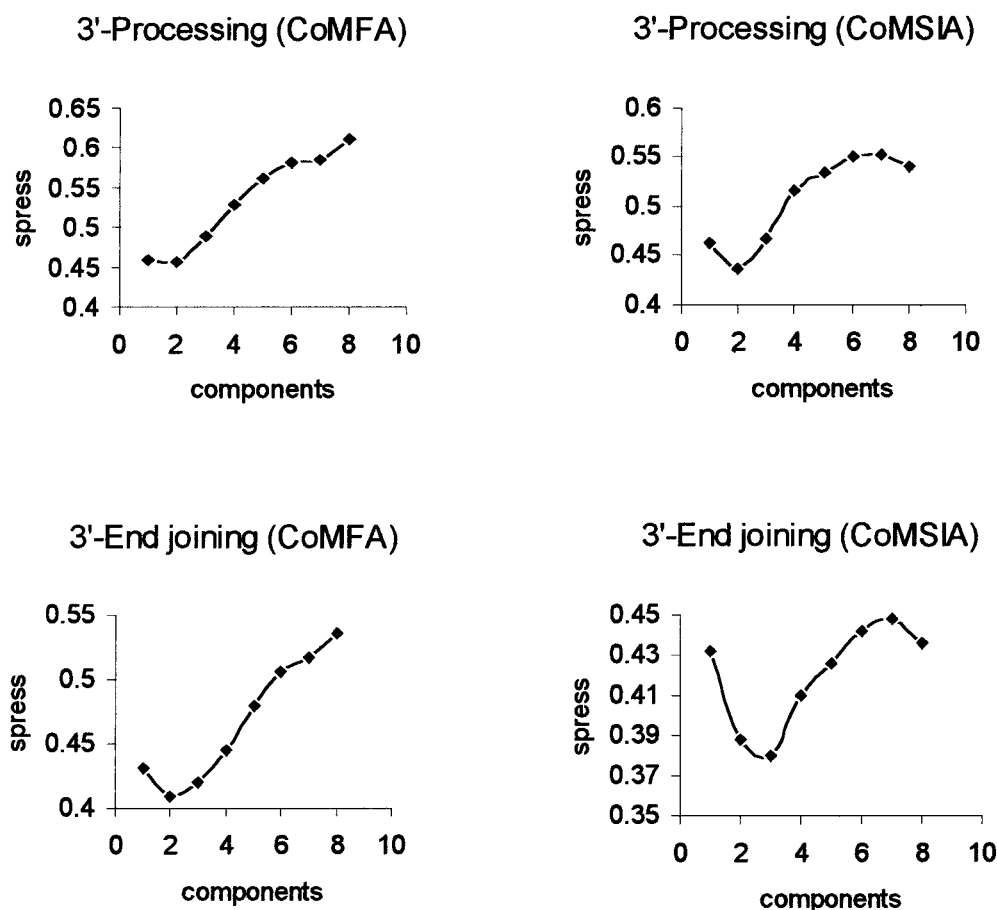 3'-Processing (CoMFA)
0.65
0.6
0.55
0.5
0.45
0.4
spress
0 2 4 6 8 10
components
3'-Processing (CoMSIA)
0.6
0.55
0.5
0.45
0.4
spress
0 2 4 6 8 10
components
3'-End joining (CoMFA)
0.55
0.5
0.45
0.4
spress
0 2 4 6 8 10
components
3'-End joining (CoMSIA)
0.45
0.43
0.41
0.39
0.37
0.35
spress
0 2 4 6 8 10
components